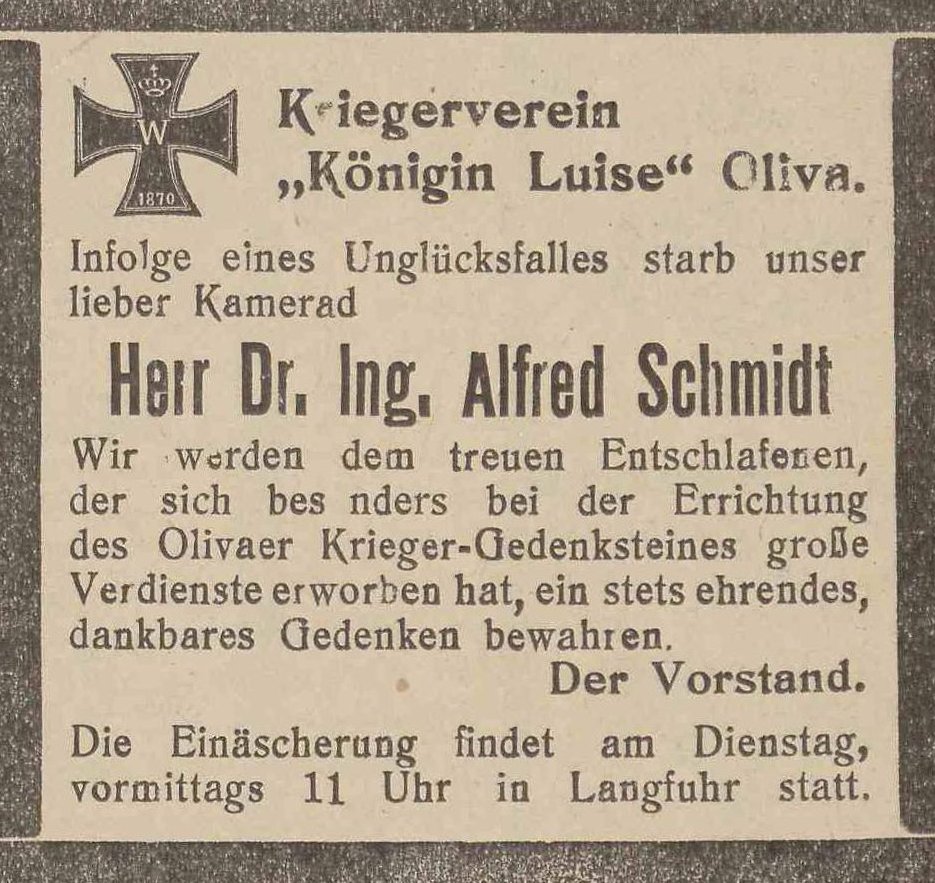 W
1870
Kriegerverein
„Königin Luise“ Oliva.
Infolge eines Unglücksfalles starb unser
lieber Kamerad
Herr Dr. Ing. Alfred Schmidt
Wir werden dem treuen Entschlafenen,
der sich bes nders bei der Errichtung
des Olivaer Krieger-Gedenksteines große
Verdienste erworben hat, ein stets ehrendes,
dankbares Gedenken bewahren.
Der Vorstand.
Die Einäscherung findet am Dienstag,
vormittags 11 Uhr in Langfuhr statt.